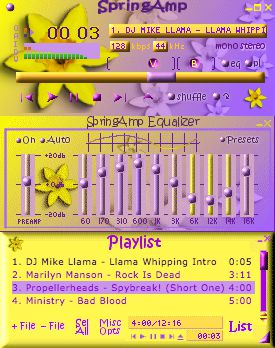 SpringAmp
00 03
1. DJ MIKE LLAMA - LLAMA WHIPPI
128 kbps 44 kHz mono stereo
eq pl
shuffle
SpringAmp Equalizer
On Auto Presets
+20db
+0db
-20db
PREAMP 60 170 310 600 1K 3K 6K 12K 14K 16K
Playlist
1. DJ Mike Llama - Llama Whipping Intro 0:05
2. Marilyn Manson - Rock Is Dead 3:11
3. Propellerheads - Spybreak! (Short One) 4:00
4. Ministry - Bad Blood 5:00
+File -File Sel All Misc Opts 4:00/12:16 List
00:03